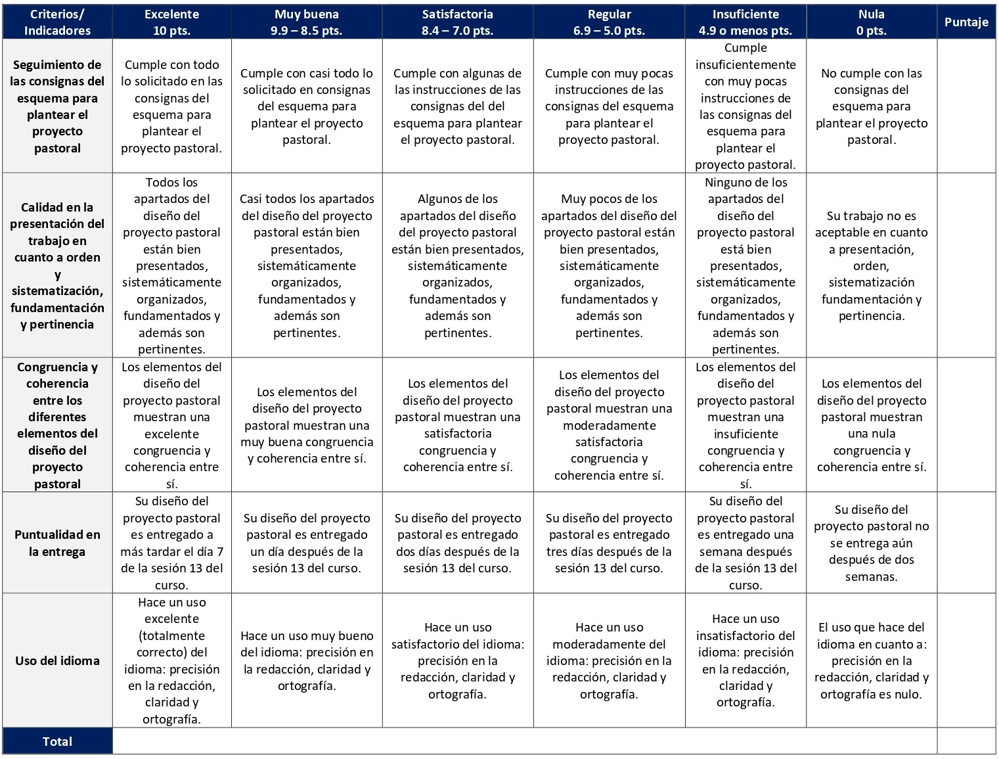 Criterios/
Indicadores
Excelente
10 pts.
Muy buena
9.9 – 8.5 pts.
Satisfactoria
8.4 – 7.0 pts.
Regular
6.9 – 5.0 pts.
Insuficiente
4.9 o menos pts.
Nula
0 pts.
Puntaje
Seguimiento de
las consignas del
esquema para
plantear el
proyecto
pastoral
Cumple con todo
lo solicitado en las
consignas del
esquema para
plantear el
proyecto pastoral.
Cumple con casi todo lo
solicitado en consignas
del esquema para
plantear el proyecto
pastoral.
Cumple con algunas de
las instrucciones de las
consignas del del
esquema para plantear
el proyecto pastoral.
Cumple con muy pocas
instrucciones de las
consignas del esquema
para plantear el
proyecto pastoral.
Cumple
insuficientemente
con muy pocas
instrucciones de
las consignas del
esquema para
plantear el
proyecto pastoral.
No cumple con las
consignas del
esquema para
plantear el proyecto
pastoral.
Calidad en la
presentación del
trabajo en
cuanto a orden
y
sistematización,
fundamentación
y pertinencia
Todos los
apartados del
diseño del
proyecto pastoral
están bien
presentados,
sistemáticamente
organizados,
fundamentados y
además son
pertinentes.
Casi todos los apartados
del diseño del proyecto
pastoral están bien
presentados,
sistemáticamente
organizados,
fundamentados y
además son
pertinentes.
Algunos de los
apartados del diseño
del proyecto pastoral
están bien presentados,
sistemáticamente
organizados,
fundamentados y
además son
pertinentes.
Muy pocos de los
apartados del diseño del
proyecto pastoral están
bien presentados,
sistemáticamente
organizados,
fundamentados y
además son
pertinentes.
Ninguno de los
apartados del
diseño del
proyecto pastoral
está bien
presentados,
sistemáticamente
organizados,
fundamentados y
además son
pertinentes.
Su trabajo no es
aceptable en cuanto
a presentación,
orden,
sistematización
fundamentación y
pertinencia.
Congruencia y
coherencia
entre los
diferentes
elementos del
diseño del
proyecto
pastoral
Los elementos del
diseño del
proyecto pastoral
muestran una
excelente
congruencia y
coherencia entre
sí.
Los elementos del
diseño del proyecto
pastoral muestran una
muy buena congruencia
y coherencia entre sí.
Los elementos del
diseño del proyecto
pastoral muestran una
satisfactoria
congruencia y
coherencia entre sí.
Los elementos del
diseño del proyecto
pastoral muestran una
moderadamente
satisfactoria
congruencia y
coherencia entre sí.
Los elementos del
diseño del
proyecto pastoral
muestran una
insuficiente
congruencia y
coherencia entre
sí.
Los elementos del
diseño del proyecto
pastoral muestran
una nula
congruencia y
coherencia entre sí.
Puntualidad en
la entrega
Su diseño del
proyecto pastoral
es entregado a
más tardar el día 7
de la sesión 13 del
curso.
Su diseño del proyecto
pastoral es entregado
un día después de la
sesión 13 del curso.
Su diseño del proyecto
pastoral es entregado
dos días después de la
sesión 13 del curso.
Su diseño del proyecto
pastoral es entregado
tres días después de la
sesión 13 del curso.
Su diseño del
proyecto pastoral
es entregado una
semana después
de la sesión 13 del
curso.
Su diseño del
proyecto pastoral no
se entrega aún
después de dos
semanas.
Uso del idioma
Hace un uso
excelente
(totalmente
correcto) del
idioma: precisión
en la redacción,
claridad y
ortografía.
Hace un uso muy bueno
del idioma: precisión en
la redacción, claridad y
ortografía.
Hace un uso
satisfactorio del idioma:
precisión en la
redacción, claridad y
ortografía.
Hace un uso
moderadamente del
idioma: precisión en la
redacción, claridad y
ortografía.
Hace un uso
insatisfactorio del
idioma: precisión
en la redacción,
claridad y
ortografía.
El uso que hace del
idioma en cuanto a:
precisión en la
redacción, claridad y
ortografía es nulo.
Total